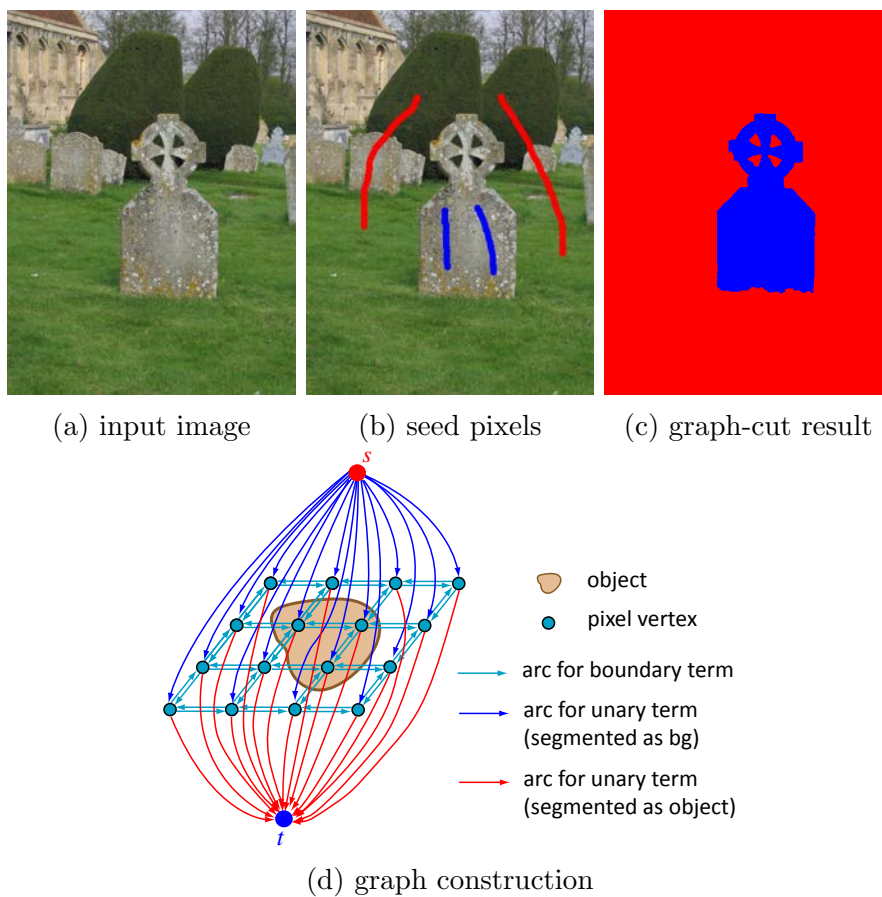 (a) input image
(b) seed pixels
(c) graph-cut result
s
object
pixel vertex
arc for boundary term
arc for unary term
(segmented as bg)
arc for unary term
(segmented as object)
t
(d) graph construction